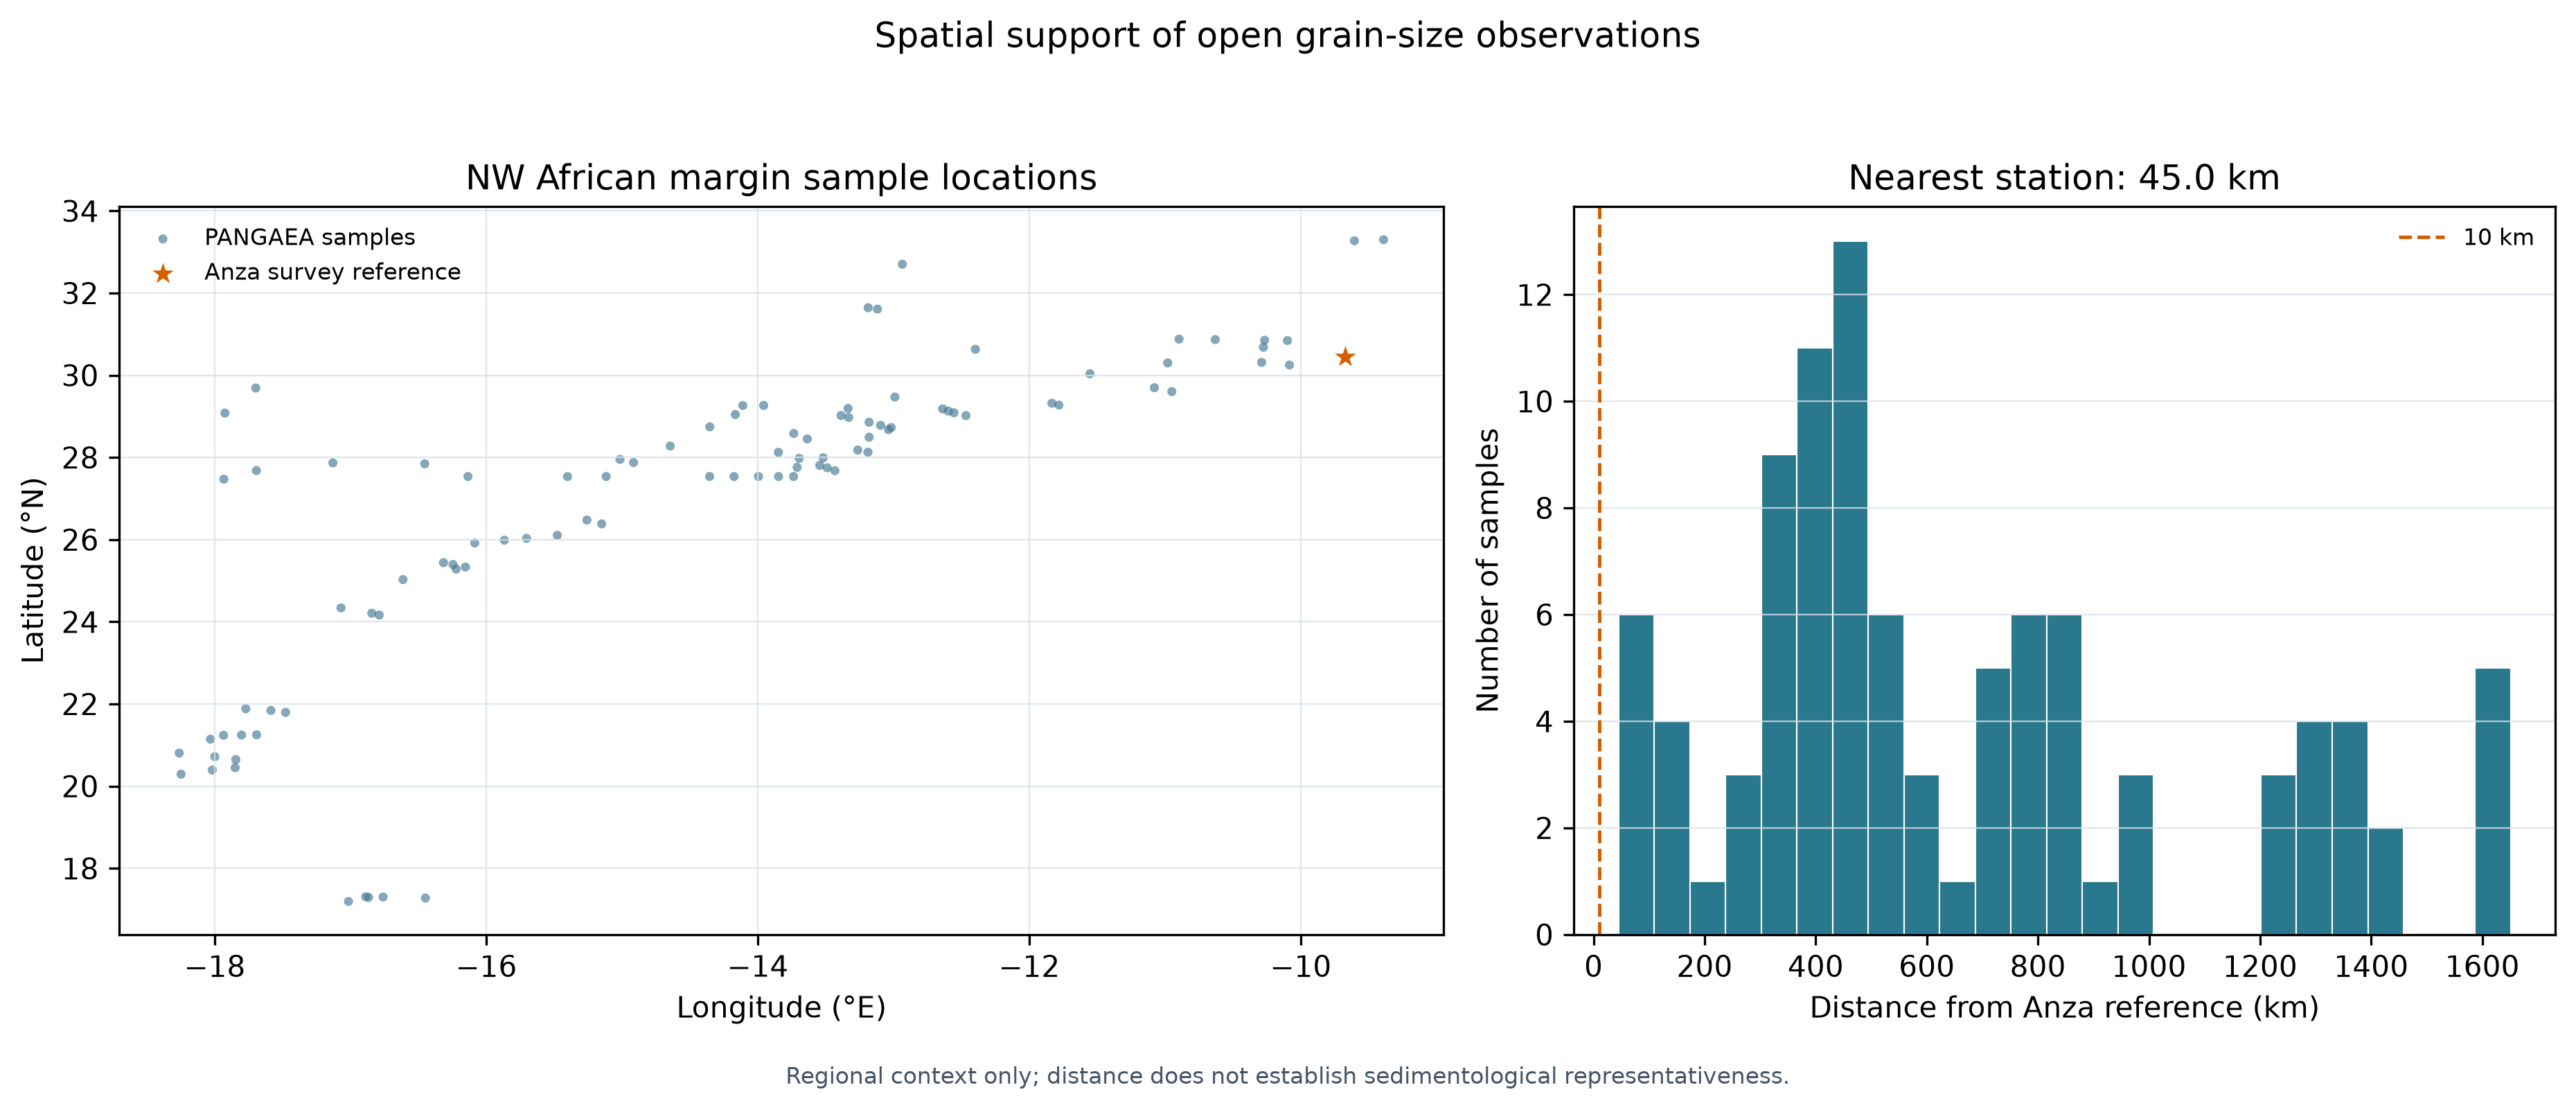 Spatial support of open grain-size observations
NW African margin sample locations
34
32
30
28
26
24
22
20
18
Latitude (°N)
PANGAEA samples
Anza survey reference
−18
−16
−14
−12
−10
Longitude (°E)
Nearest station: 45.0 km
12
10
8
6
4
2
0
Number of samples
10 km
0
200
400
600
800
1000
1200
1400
1600
Distance from Anza reference (km)
Regional context only; distance does not establish sedimentological representativeness.